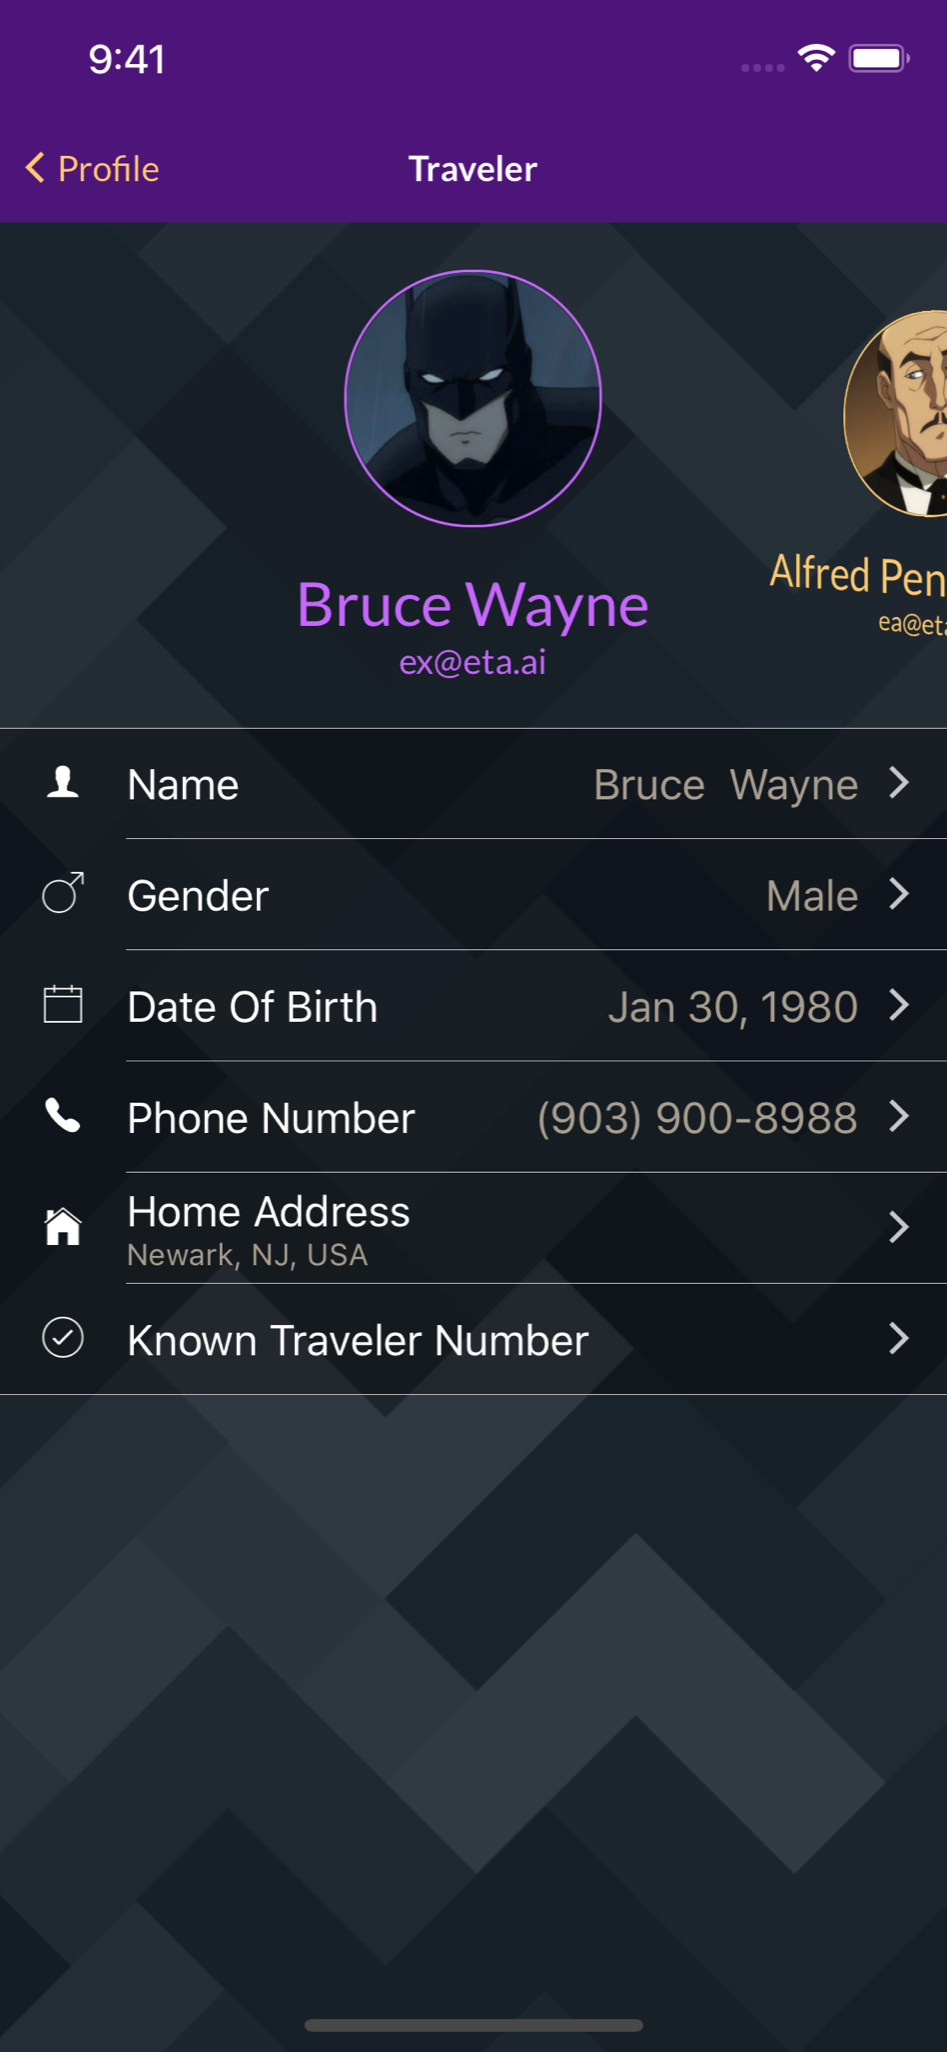 9:41
Profile
Traveler
Bruce Wayne
ex@eta.ai
Alfred Pen
ea@eta
Name
Bruce  Wayne
Gender
Male
Date Of Birth
Jan 30, 1980
Phone Number
(903) 900-8988
Home Address
Newark, NJ, USA
Known Traveler Number